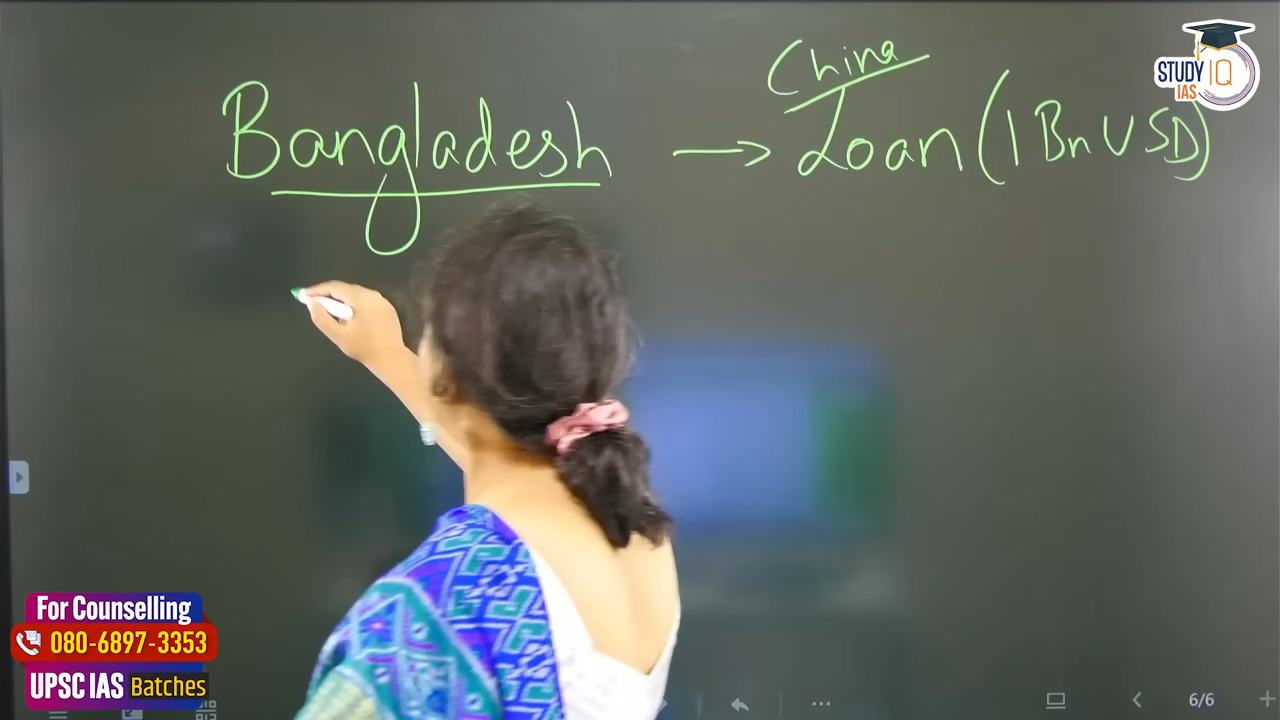 China
Bangladesh → Loan (1 Bn USD)
STUDY IQ
IAS
For Counselling
080-6897-3353
UPSC IAS Batches
6/6